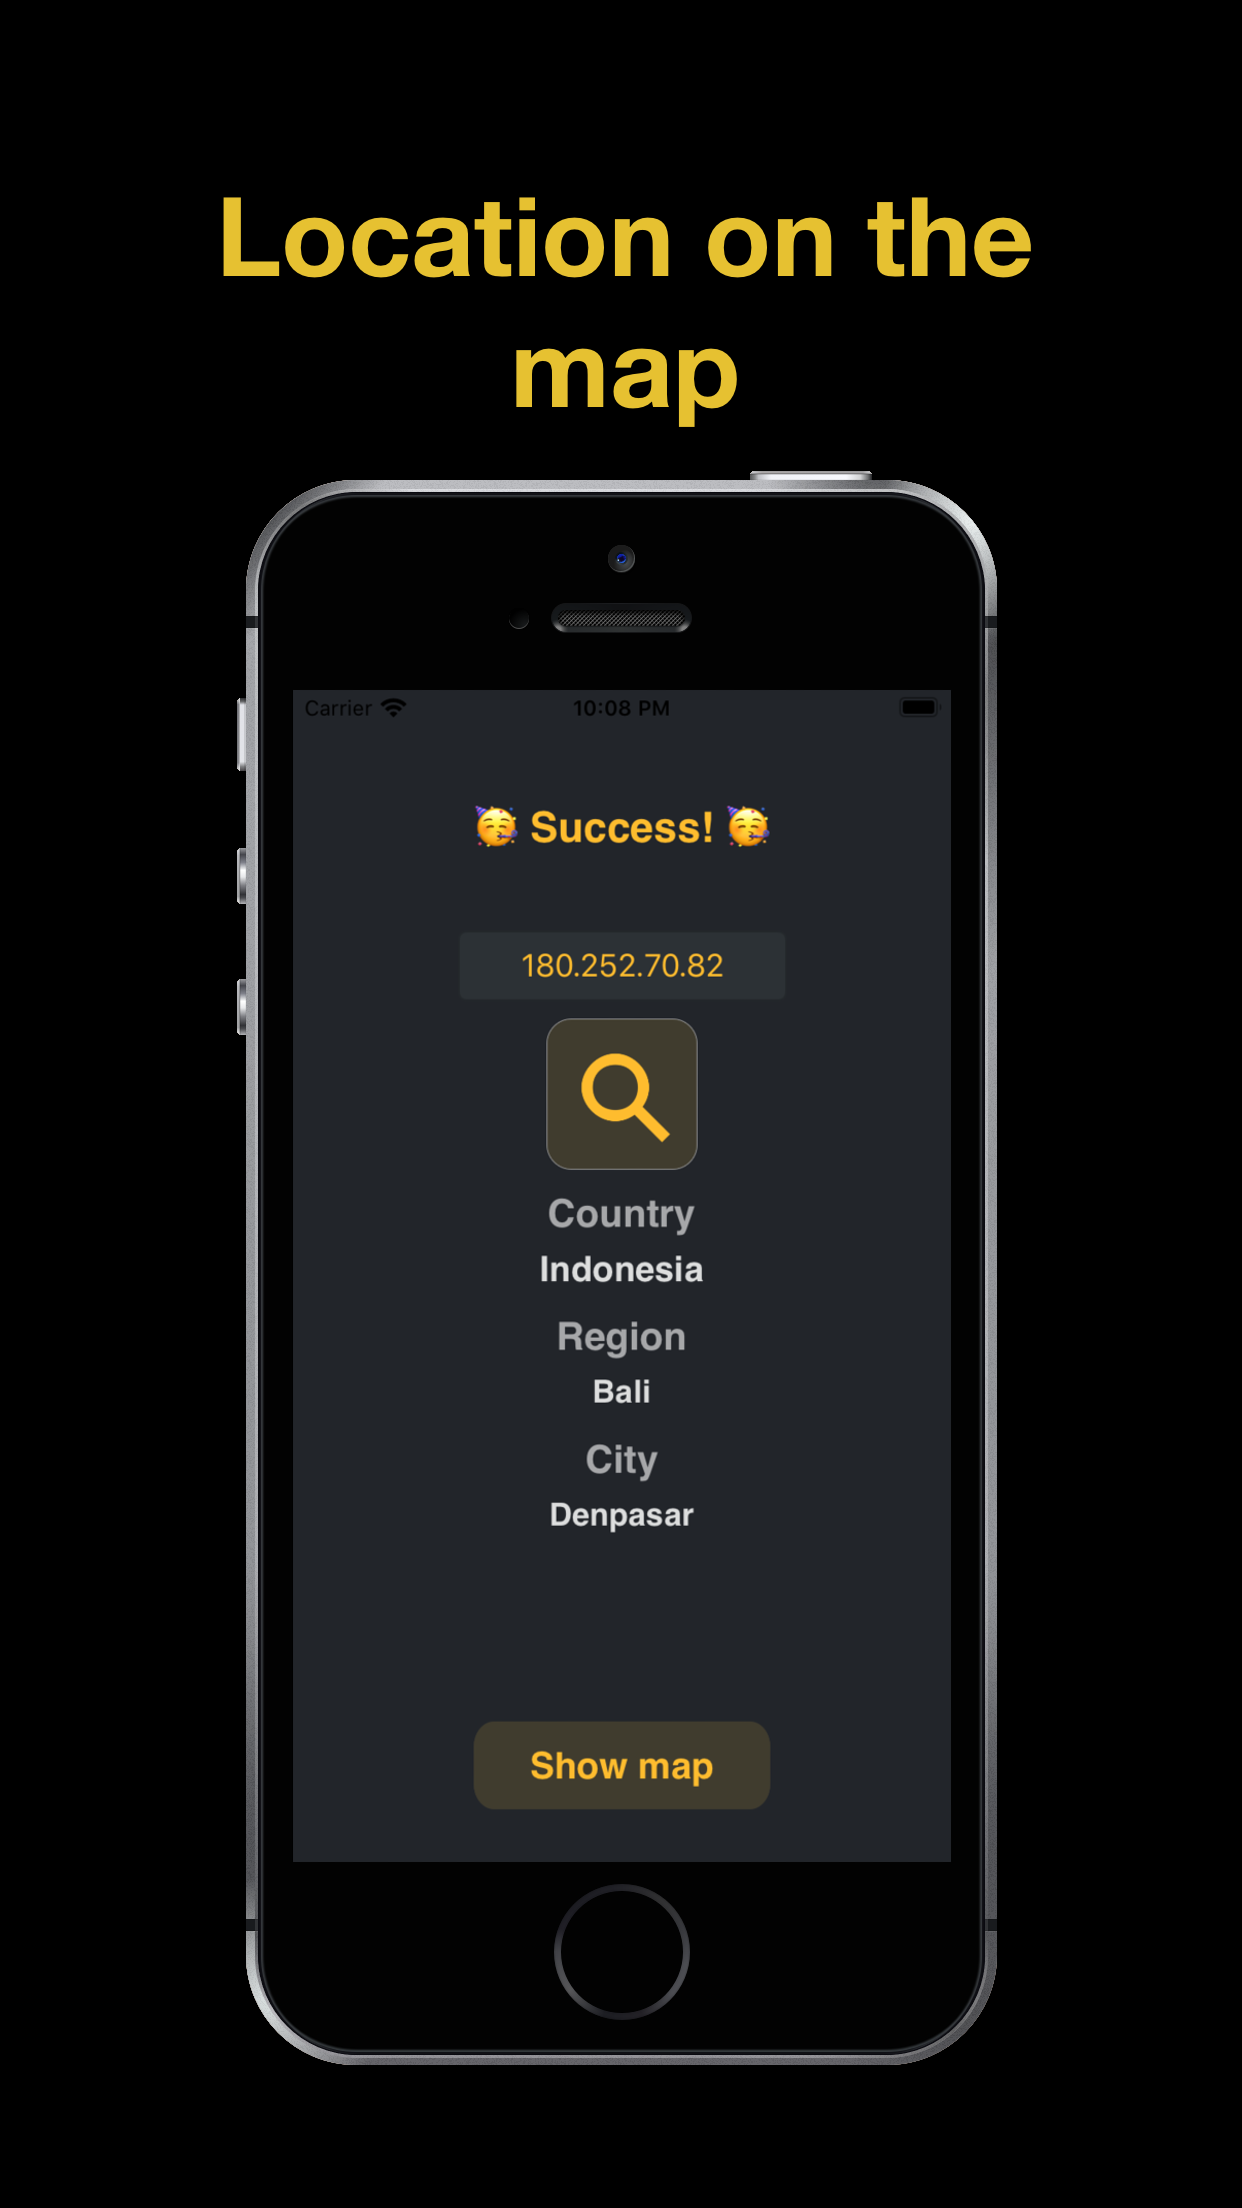 Location on the
map
Carrier
10:08 PM
🥳 Success! 🥳
180.252.70.82
Country
Indonesia
Region
Bali
City
Denpasar
Show map